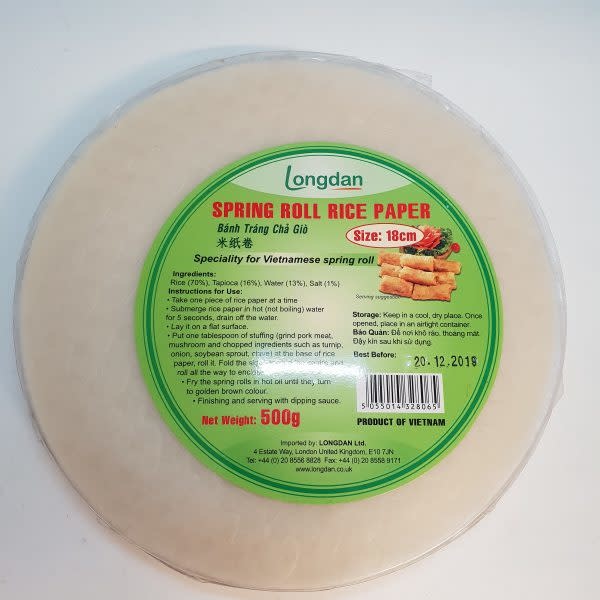 Longdan
SPRING ROLL RICE PAPER
Bánh Tráng Chả Giò
米纸卷
Size: 18cm
Speciality for Vietnamese spring roll
Ingredients:
Rice (70%), Tapioca (16%), Water (13%), Salt (1%)
Instructions for Use:
• Take one piece of rice paper at a time
• Submerge rice paper in hot (not boiling) water
for 5 seconds, drain off the water.
• Lay it on a flat surface.
• Put one tablespoon of stuffing (grind pork meat,
mushroom and chopped ingredients such as turnip,
onion, soybean sprout, at the base of rice
paper, roll it. Fold the
roll all the way to
• Fry the spring rolls in hot oil until they turn
to golden brown colour.
• Finishing and serving with dipping sauce.
Net Weight: 500g
Serving suggestion
Storage: Keep in a cool, dry place. Once
opened, place in an airtight container.
Bảo Quản: Để nơi khô ráo, thoáng mát.
Đậy kín sau khi sử dụng.
Best Before:
20.12.2019
5 055014 328065
PRODUCT OF VIETNAM
Imported by: LONGDAN Ltd.
4 Estate Way, London United Kingdom, E10 7JN
Tel: +44 (0) 20 8556 8828 Fax: +44 (0) 20 8558 9171
www.longdan.co.uk